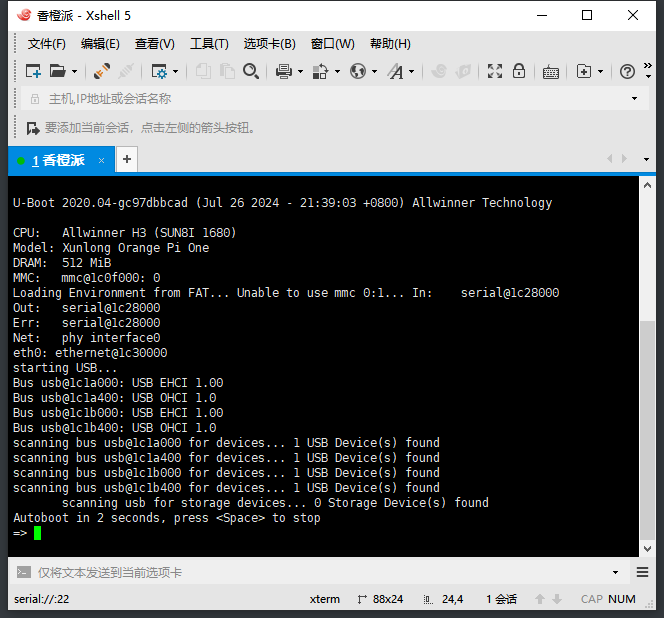 香橙派 - Xshell 5
文件(F) 编辑(E) 查看(V) 工具(T) 选项卡(B) 窗口(W) 帮助(H)
主机,IP地址或会话名称
要添加当前会话，点击左侧的箭头按钮。
1 香橙派
U-Boot 2020.04-gc97dbbcad (Jul 26 2024 - 21:39:03 +0800) Allwinner Technology
CPU:   Allwinner H3 (SUN8I 1680)
Model: Xunlong Orange Pi One
DRAM:  512 MiB
MMC:   mmc@1c0f000: 0
Loading Environment from FAT... Unable to use mmc 0:1... In:    serial@1c28000
Out:   serial@1c28000
Err:   serial@1c28000
Net:   phy interface0
eth0: ethernet@1c30000
starting USB...
Bus usb@1c1a000: USB EHCI 1.00
Bus usb@1c1a400: USB OHCI 1.0
Bus usb@1c1b000: USB EHCI 1.00
Bus usb@1c1b400: USB OHCI 1.0
scanning bus usb@1c1a000 for devices... 1 USB Device(s) found
scanning bus usb@1c1a400 for devices... 1 USB Device(s) found
scanning bus usb@1c1b000 for devices... 1 USB Device(s) found
scanning bus usb@1c1b400 for devices... 1 USB Device(s) found
       scanning usb for storage devices... 0 Storage Device(s) found
Autoboot in 2 seconds, press <Space> to stop
=>
仅将文本发送到当前选项卡
serial://:22 xterm 88x24 24,4 1 会话 CAP NUM